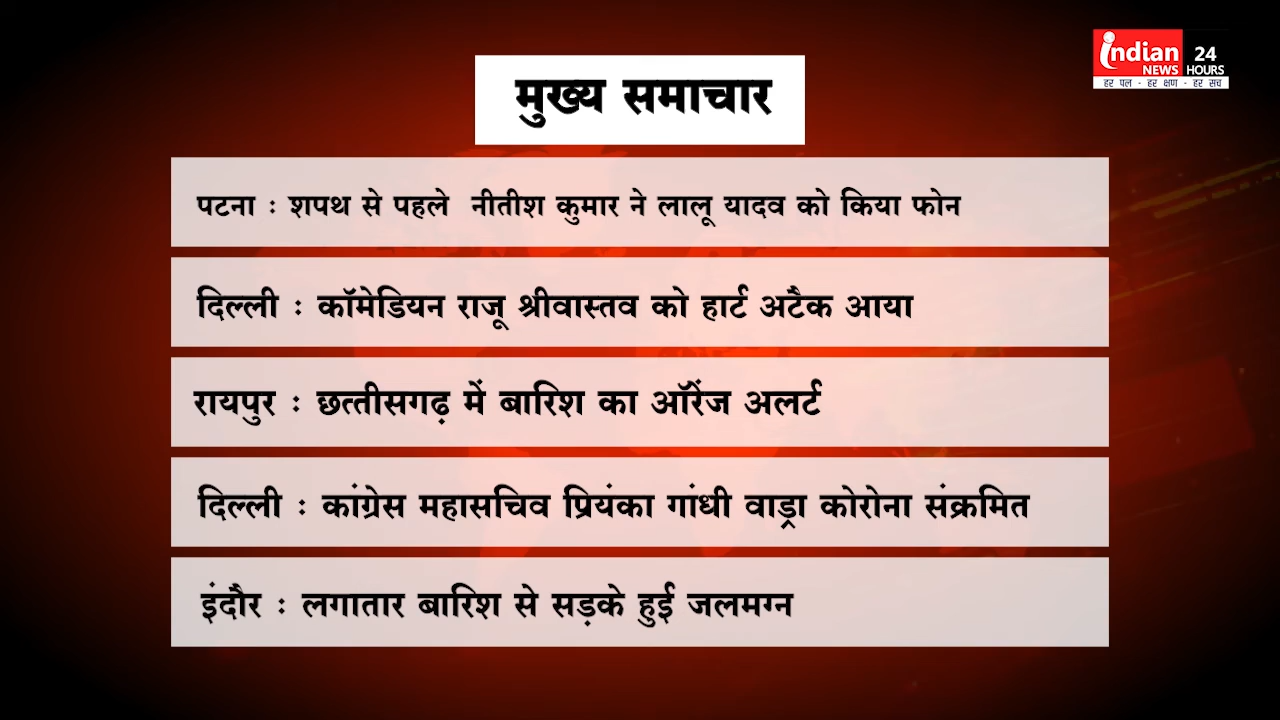 indian
NEWS
24
HOURS
हर पल - हर क्षण - हर सच
मुख्य समाचार
पटना : शपथ से पहले नीतीश कुमार ने लालू यादव को किया फोन
दिल्ली : कॉमेडियन राजू श्रीवास्तव को हार्ट अटैक आया
रायपुर : छत्तीसगढ़ में बारिश का ऑरेंज अलर्ट
दिल्ली : कांग्रेस महासचिव प्रियंका गांधी वाड्रा कोरोना संक्रमित
इंदौर : लगातार बारिश से सड़के हुई जलमग्न